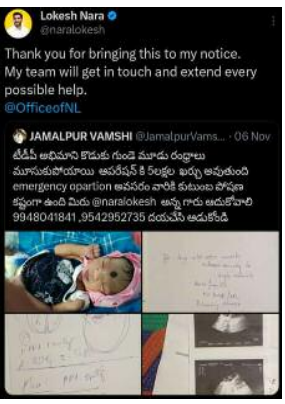 Lokesh Nara
@naralokesh
Thank you for bringing this to my notice.
My team will get in touch and extend every
possible help.
@OfficeofNL
JAMALPUR VAMSHI @JamalpurVams... · 06 Nov
టీడీపీ అభిమాని కొడుకు గుండె మూడు రంధ్రాలు
మూసుకుపోయాయి ఆపరేషన్ కి 5లక్షల ఖర్చు అవుతుంది
emergency opartion అవసరం వారికి కుటుంబ పోషణ
కష్టంగా ఉంది మీరు @naralokesh అన్న గారు ఆదుకోవాలి
9948041841 ,9542952735 దయచేసి ఆడుకోండి